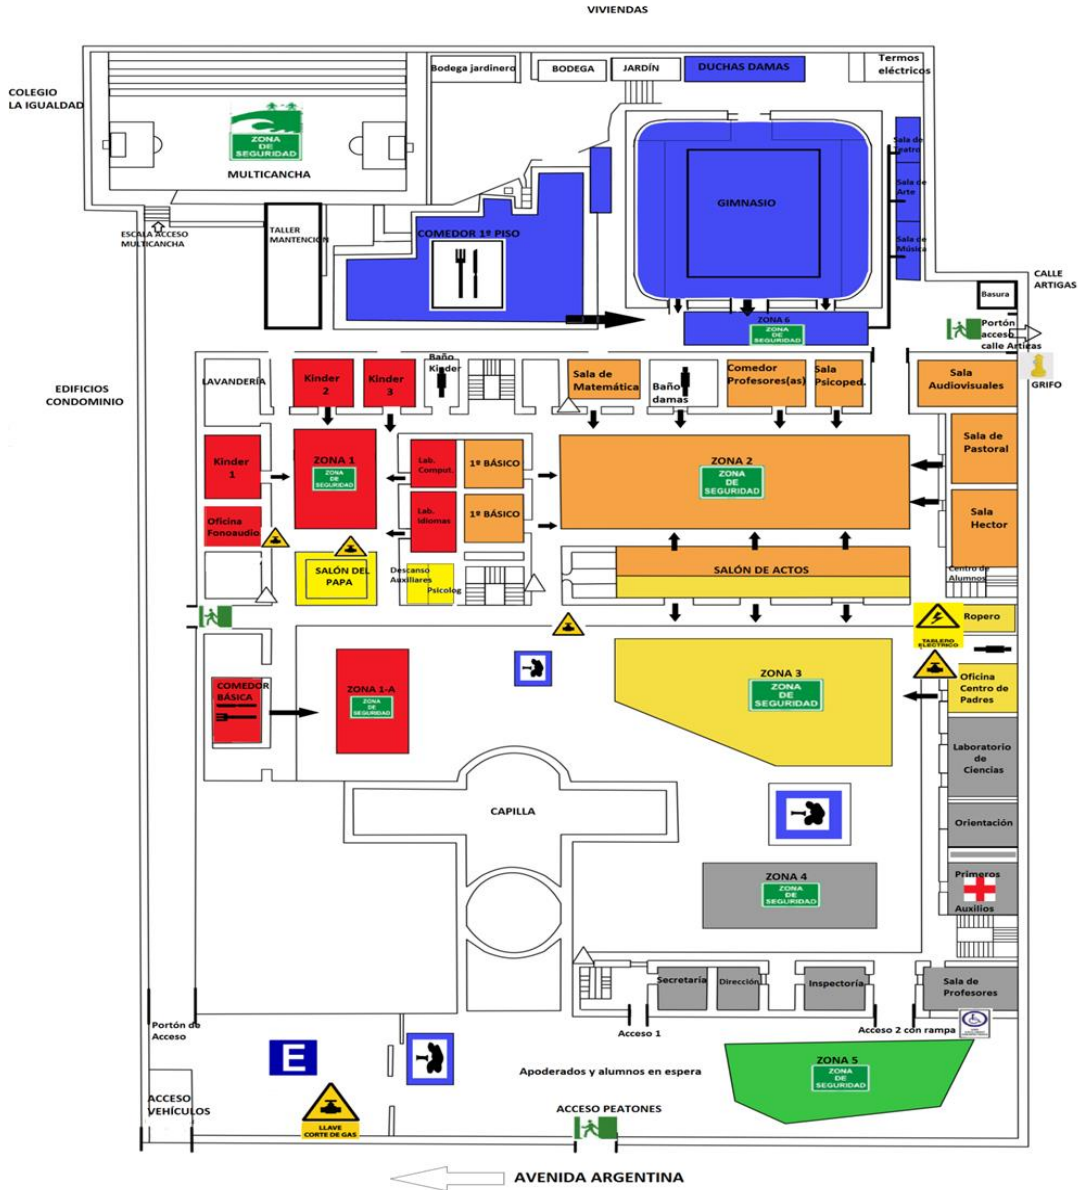 VIVIENDAS
Bodega jardinero
BODEGA
JARDÍN
DUCHAS DAMAS
Termos
eléctricos
COLEGIO
LA IGUALDAD
ZONA
DE
SEGURIDAD
MULTICANCHA
Sala de
Teatro
Sala de
Arte
Sala de
Música
GIMNASIO
ESCALA ACCESO
MULTICANCHA
TALLER
MANTENCIÓN
COMEDOR 1º PISO
CALLE
ARTIGAS
Basura
ZONA 6
ZONA
DE
SEGURIDAD
Portón
acceso
calle Artigas
GRIFO
EDIFICIOS
CONDOMINIO
LAVANDERÍA
Kinder
2
Kinder
3
Baño
Kinder
Sala de
Matemática
Baño
damas
Comedor
Profesores(as)
Sala
Psicoped.
Sala
Audiovisuales
Kinder
1
ZONA 1
ZONA
DE
SEGURIDAD
Lab.
Comput.
1º BÁSICO
ZONA 2
ZONA
DE
SEGURIDAD
Sala de
Pastoral
Oficina
Fonoaudio
Lab.
Idiomas
1º BÁSICO
Sala
Hector
SALÓN DEL
PAPA
Descanso
Auxiliares
Psicolog
SALÓN DE ACTOS
Centro de
Alumnos
Ropero
TABLERO
ELECTRICO
COMEDOR
BÁSICA
ZONA 1-A
ZONA
DE
SEGURIDAD
ZONA 3
ZONA
DE
SEGURIDAD
Oficina
Centro de
Padres
Laboratorio
de
Ciencias
CAPILLA
Orientación
ZONA 4
ZONA
DE
SEGURIDAD
Primeros
Auxilios
Secretaría
Dirección
Inspectoría
Sala de
Profesores
Portón de
Acceso
Acceso 1
Acceso 2 con rampa
E
Apoderados y alumnos en espera
ZONA 5
ZONA
DE
SEGURIDAD
ACCESO
VEHÍCULOS
LLAVE
CORTE DE GAS
ACCESO PEATONES
AVENIDA ARGENTINA